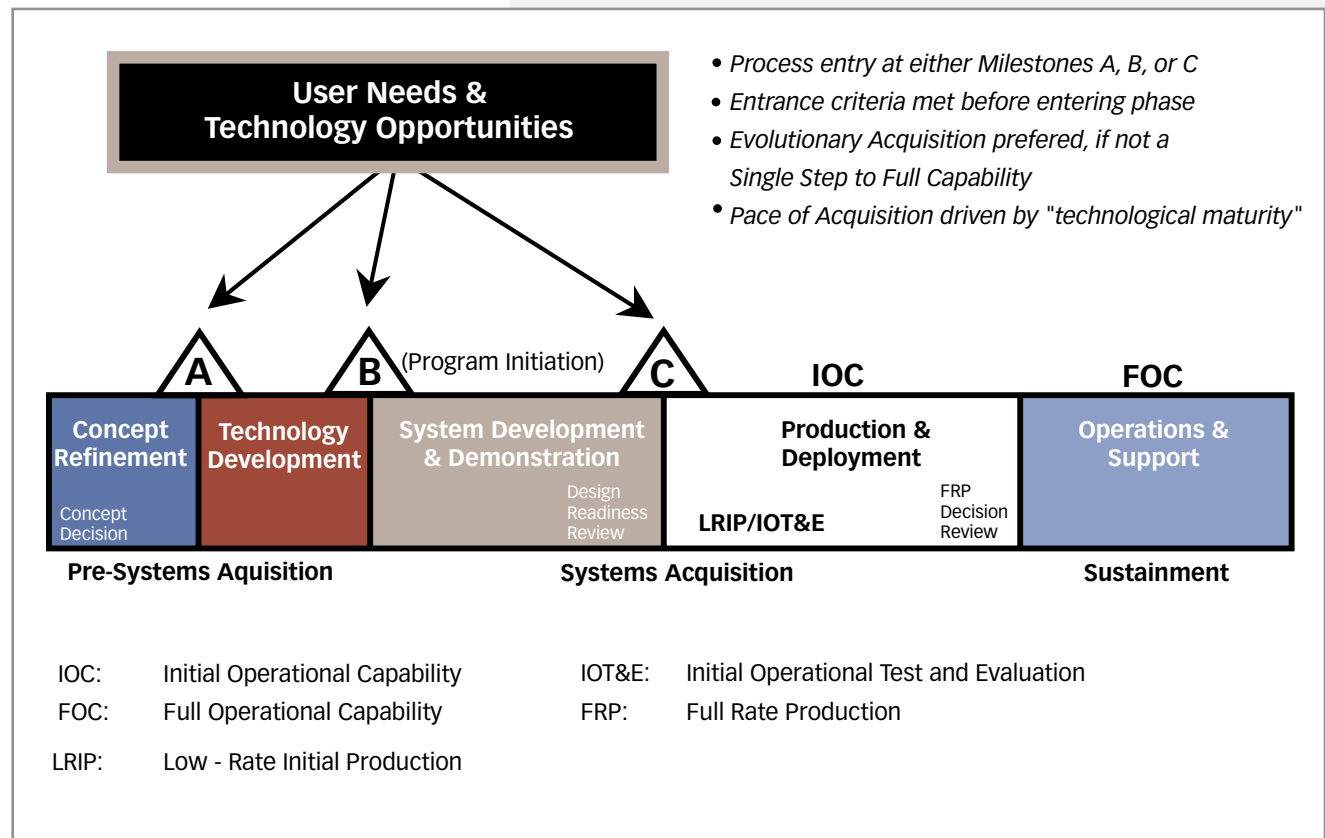 User Needs &
Technology Opportunities
• Process entry at either Milestones A, B, or C
• Entrance criteria met before entering phase
• Evolutionary Acquisition prefered, if not a
Single Step to Full Capability
• Pace of Acquisition driven by "technological maturity"
A
B
(Program Initiation)
C
IOC
FOC
Concept
Refinement
Concept
Decision
Technology
Development
System Development
& Demonstration
Design
Readiness
Review
Production &
Deployment
LRIP/IOT&E
FRP
Decision
Review
Operations &
Support
Pre-Systems Aquisition
Systems Acquisition
Sustainment
IOC: Initial Operational Capability
FOC: Full Operational Capability
LRIP: Low - Rate Initial Production
IOT&E: Initial Operational Test and Evaluation
FRP: Full Rate Production